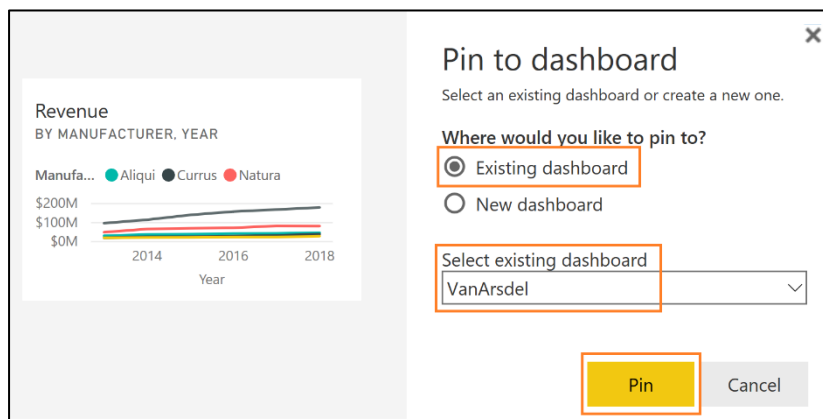 Revenue
BY MANUFACTURER, YEAR
Manufa... Aliqui Currus Natura
$200M
$100M
$0M
2014 2016 2018
Year
Pin to dashboard
Select an existing dashboard or create a new one.
Where would you like to pin to?
Existing dashboard
New dashboard
Select existing dashboard
VanArsdel
Pin Cancel